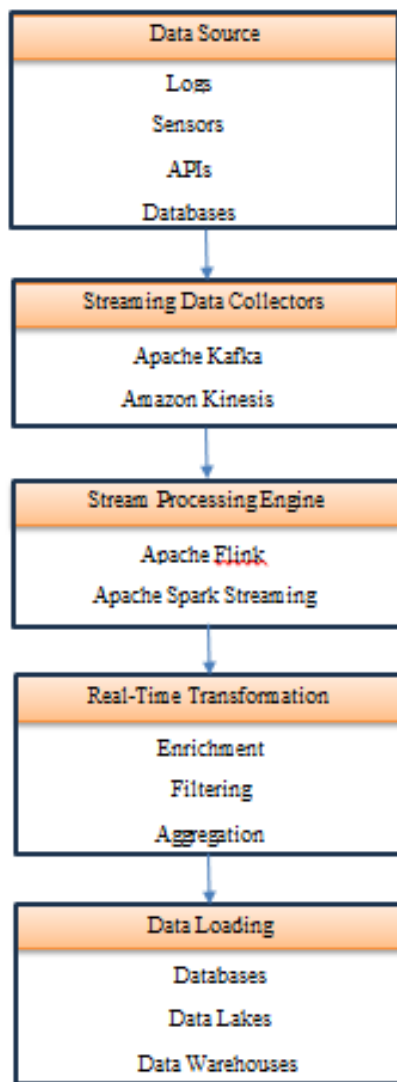 Data Source
Logs
Sensors
APIs
Databases
Streaming Data Collectors
Apache Kafka
Amazon Kinesis
Stream Processing Engine
Apache Flink
Apache Spark Streaming
Real-Time Transformation
Enrichment
Filtering
Aggregation
Data Loading
Databases
Data Lakes
Data Warehouses